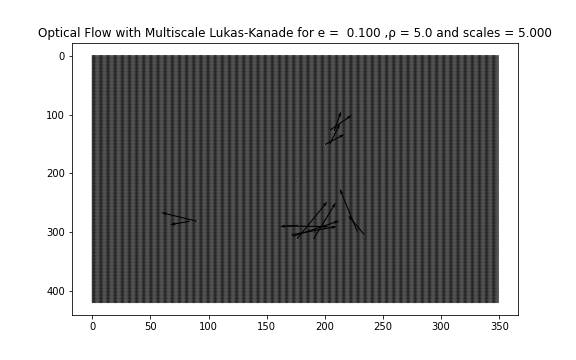 Optical Flow with Multiscale Lukas-Kanade for e =  0.100 ,ρ = 5.0 and scales = 5.000
0
100
200
300
400
0 50 100 150 200 250 300 350